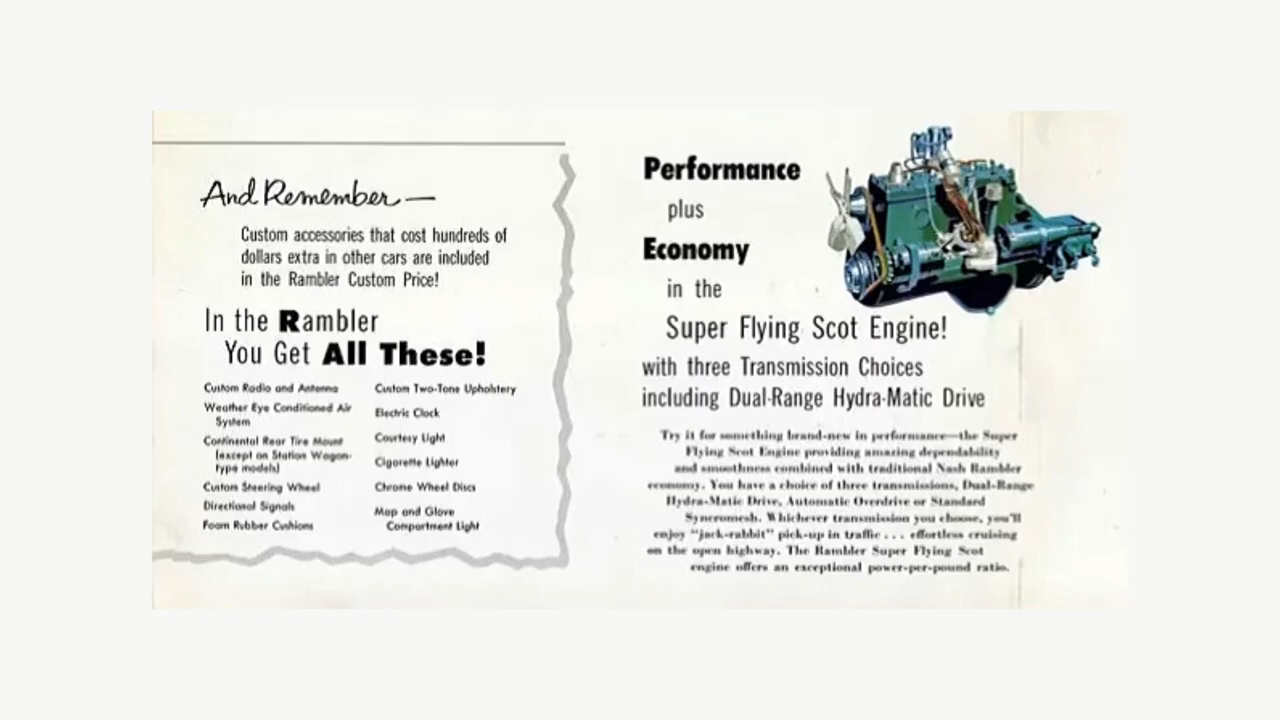 And Remember —
Custom accessories that cost hundreds of
dollars extra in other cars are included
in the Rambler Custom Price!
In the Rambler
You Get All These!
Custom Radio and Antenna
Weather Eye Conditioned Air
System
Continental Rear Tire Mount
(except on Station Wagon-
type models)
Custom Steering Wheel
Directional Signals
Foam Rubber Cushions
Custom Two-Tone Upholstery
Electric Clock
Courtesy Light
Cigarette Lighter
Chrome Wheel Discs
Map and Glove
Compartment Light
Performance
plus
Economy
in the
Super Flying Scot Engine!
with three Transmission Choices
including Dual-Range Hydra-Matic Drive
Try it for something brand-new in performance—the Super
Flying Scot Engine providing amazing dependability
and smoothness combined with traditional Nash Rambler
economy. You have a choice of three transmissions, Dual-Range
Hydra-Matic Drive, Automatic Overdrive or Standard
Syncromesh. Whichever transmission you choose, you'll
enjoy "jack-rabbit" pick-up in traffic . . . effortless cruising
on the open highway. The Rambler Super Flying Scot
engine offers an exceptional power-per-pound ratio.